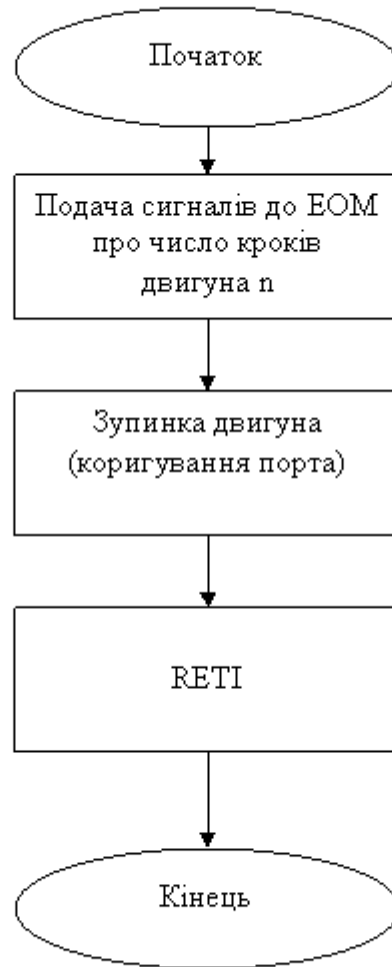 Початок
Подача сигналів до ЕОМ
про число кроків
двигуна n
Зупинка двигуна
(коригування порта)
RETI
Кінець